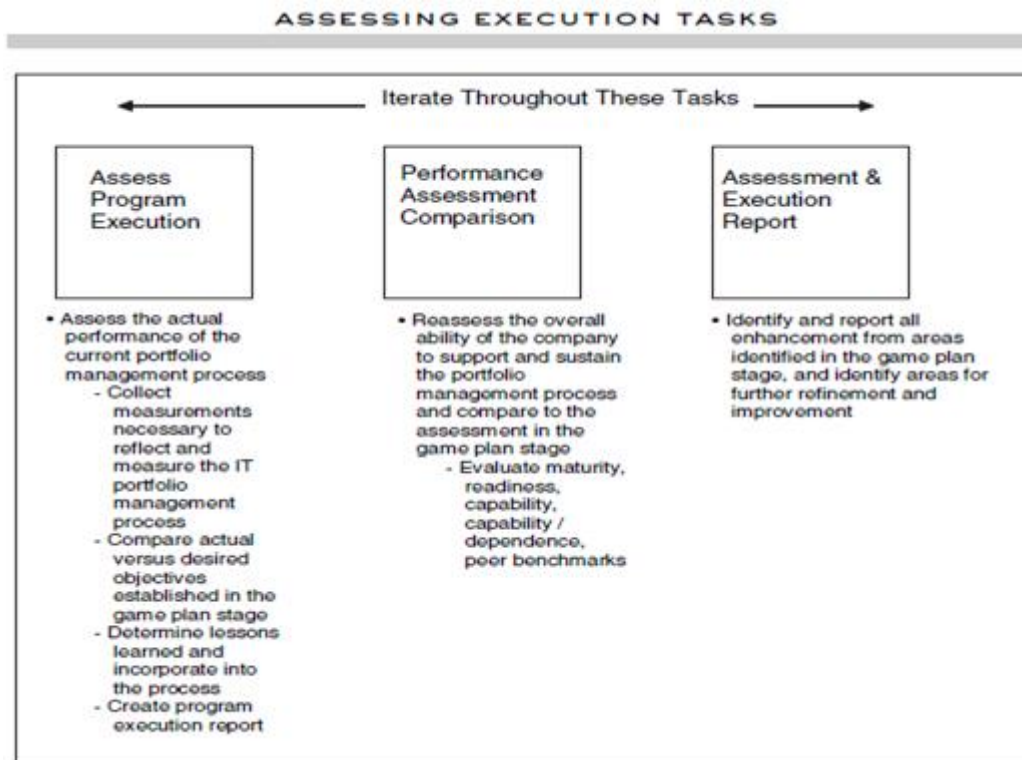 ASSESSING EXECUTION TASKS
Iterate Throughout These Tasks
Assess
Program
Execution
• Assess the actual
performance of the
current portfolio
management process
- Collect
measurements
necessary to
reflect and
measure the IT
portfolio
management
process
- Compare actual
versus desired
objectives
established in the
game plan stage
- Determine lessons
learned and
incorporate into
the process
- Create program
execution report
Performance
Assessment
Comparison
• Reassess the overall
ability of the company
to support and sustain
the portfolio
management process
and compare to the
assessment in the
game plan stage
- Evaluate maturity,
readiness,
capability,
capability /
dependence,
peer benchmarks
Assessment &
Execution
Report
• Identify and report all
enhancement from areas
identified in the game plan
stage, and identify areas for
further refinement and
improvement